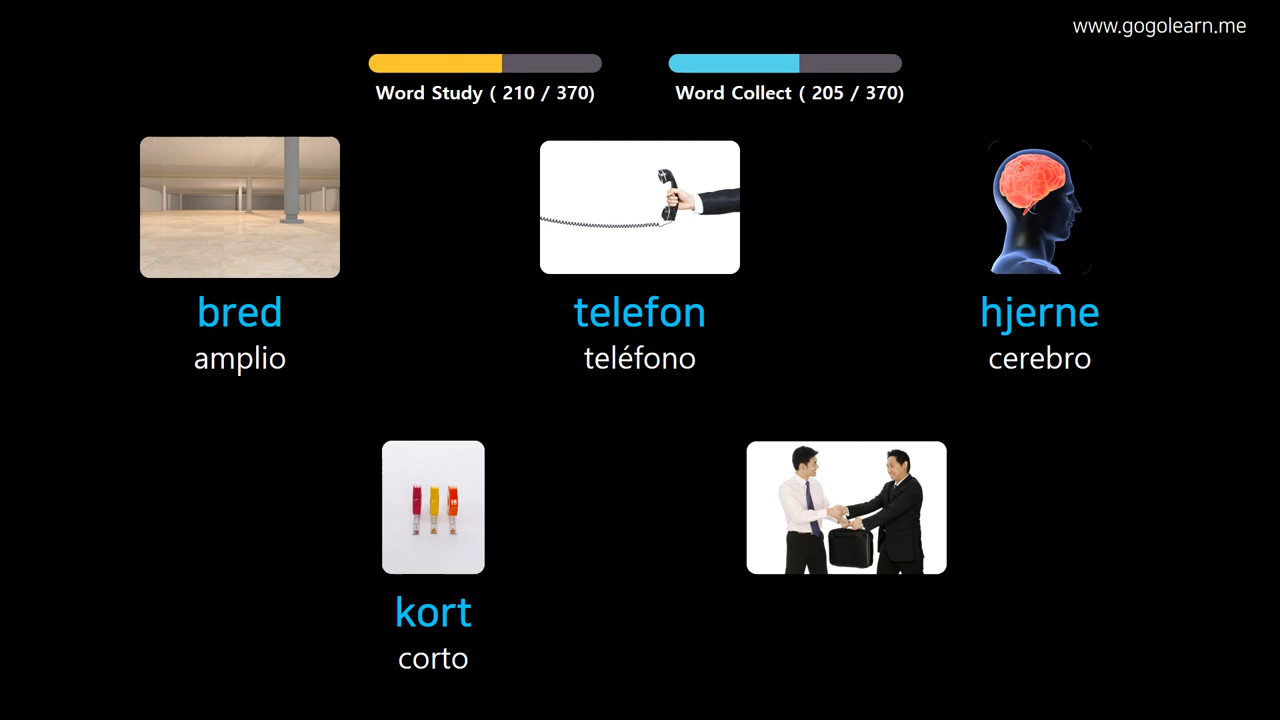 www.gogolearn.me
Word Study ( 210 / 370)
Word Collect ( 205 / 370)
bred
amplio
telefon
teléfono
hjerne
cerebro
kort
corto